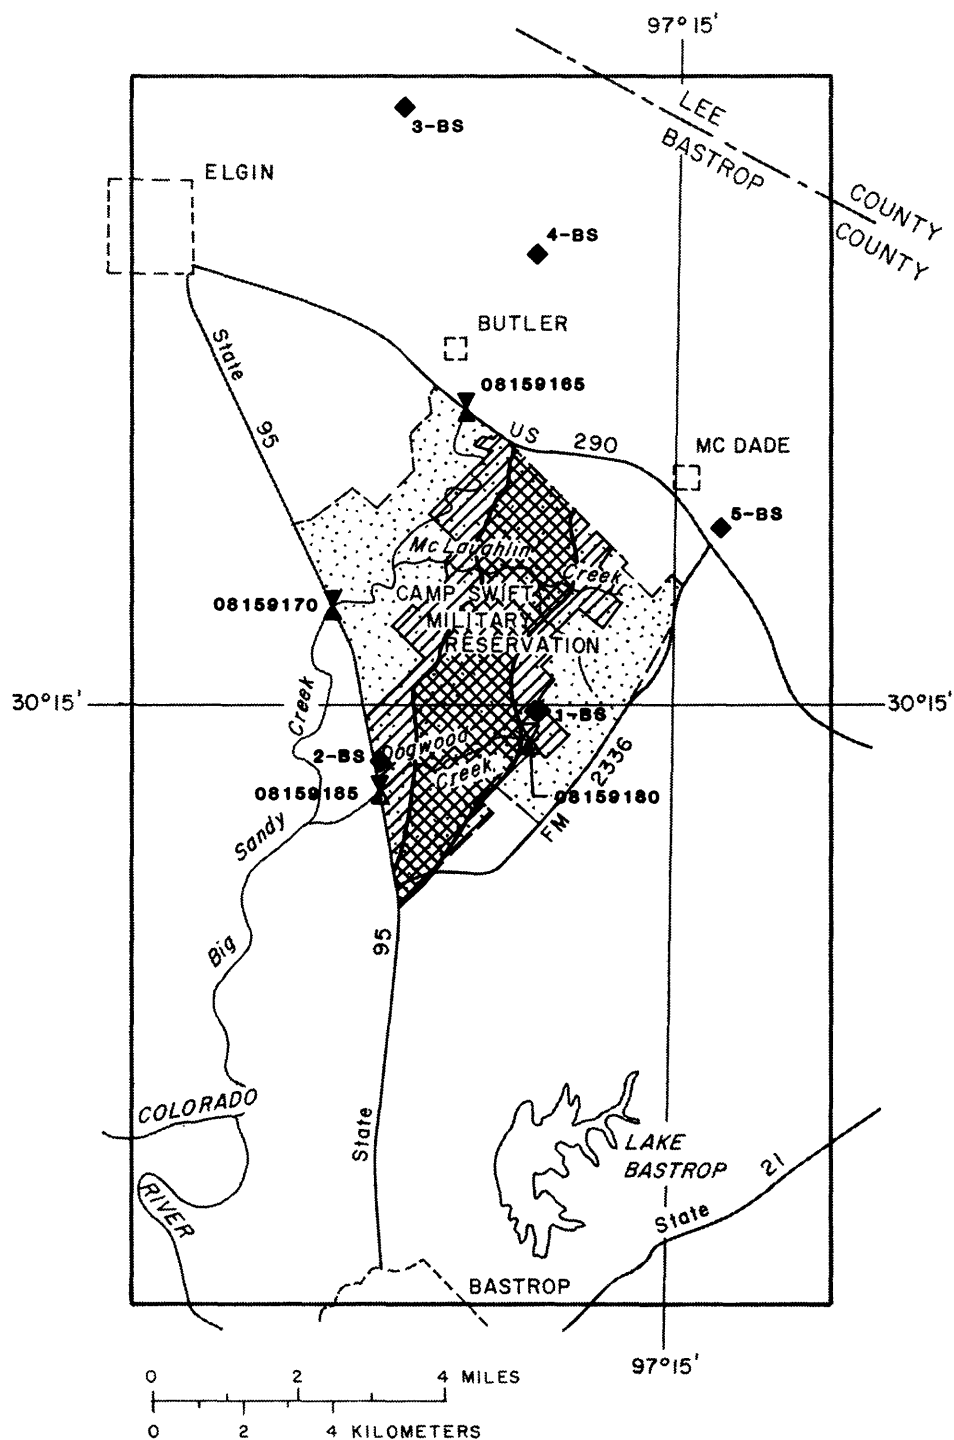 97°15'
3-BS
LEE
BASTROP
COUNTY
COUNTY
ELGIN
4-BS
BUTLER
State
95
08159165
US
290
MC DADE
5-BS
McLaughlin
Creek
CAMP SWIFT
MILITARY
RESERVATION
08159170
30°15'
30°15'
Creek
1-BS
2-BS
Dogwood
Creek
2336
08159185
08159180
FM
Sandy
Big
95
COLORADO
State
LAKE
BASTROP
21
RIVER
State
BASTROP
97°15'
0 2 4 MILES
0 2 4 KILOMETERS